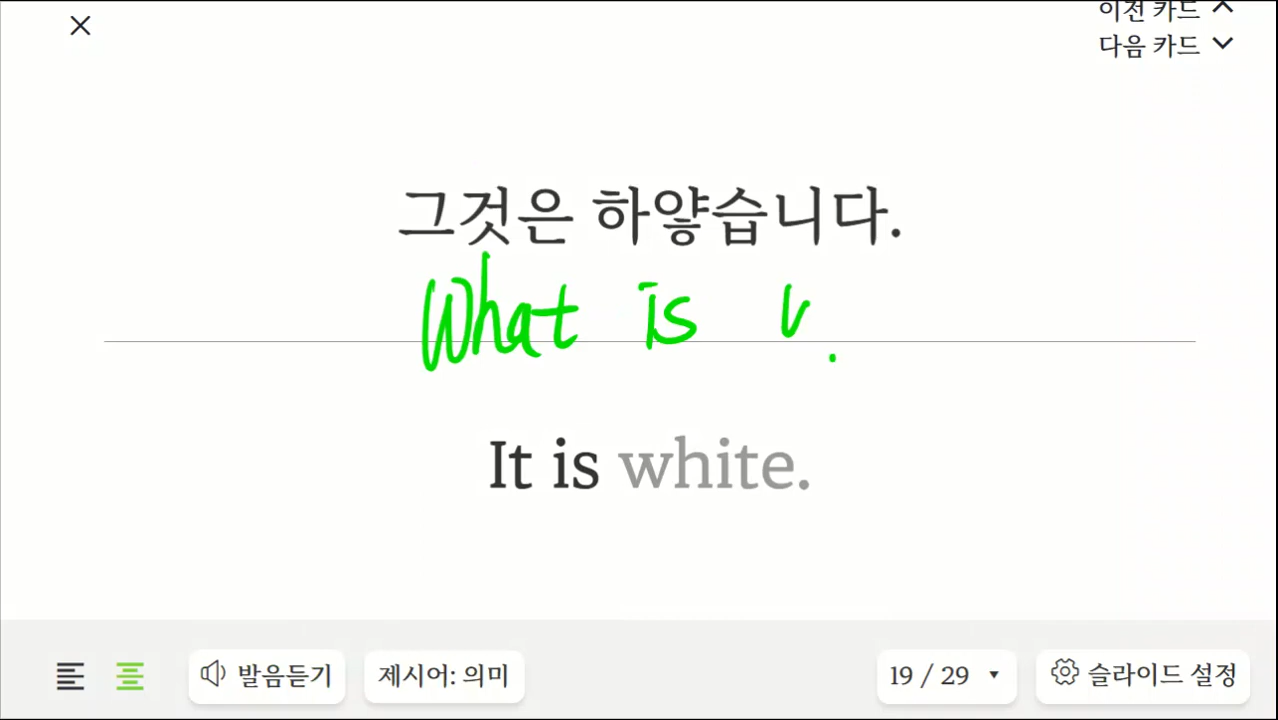 이전 카드
다음 카드
그것은 하얗습니다.
What is
It is white.
발음듣기
제시어: 의미
19 / 29
슬라이드 설정